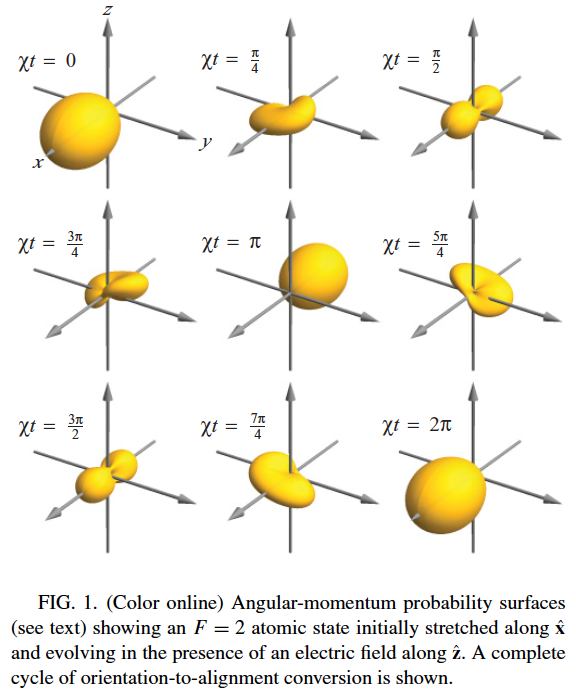 z
χt = 0
x
y
χt = π/4
χt = π/2
χt = 3π/4
χt = π
χt = 5π/4
χt = 3π/2
χt = 7π/4
χt = 2π
FIG. 1. (Color online) Angular-momentum probability surfaces
(see text) showing an F = 2 atomic state initially stretched along x̂
and evolving in the presence of an electric field along ẑ. A complete
cycle of orientation-to-alignment conversion is shown.